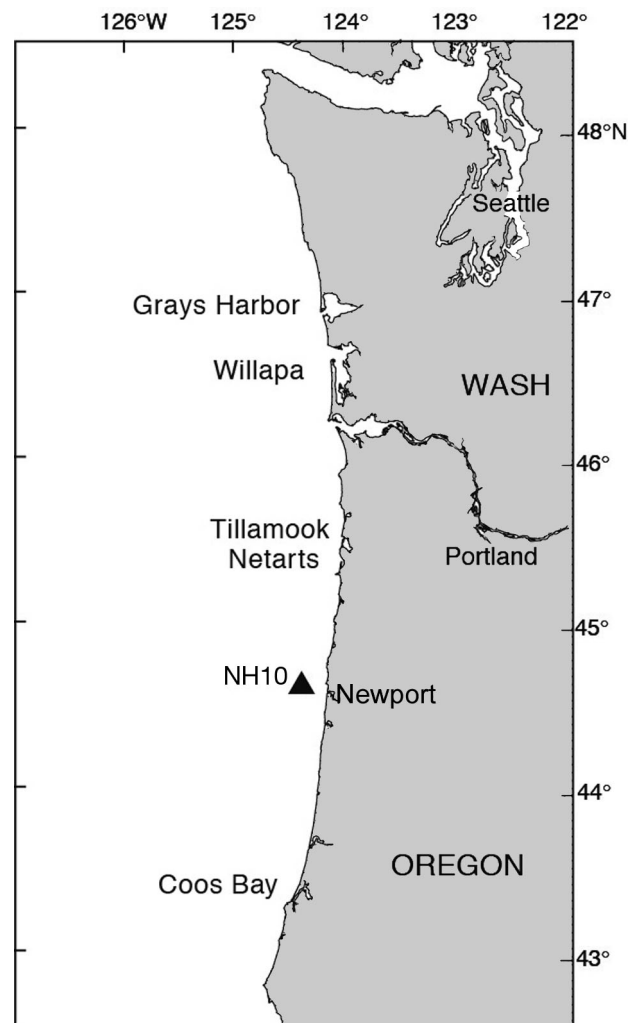 126°W 125° 124° 123° 122°
48°N
Seattle
47°
Grays Harbor
Willapa
WASH
46°
Tillamook
Netarts
Portland
45°
NH10
Newport
44°
OREGON
Coos Bay
43°